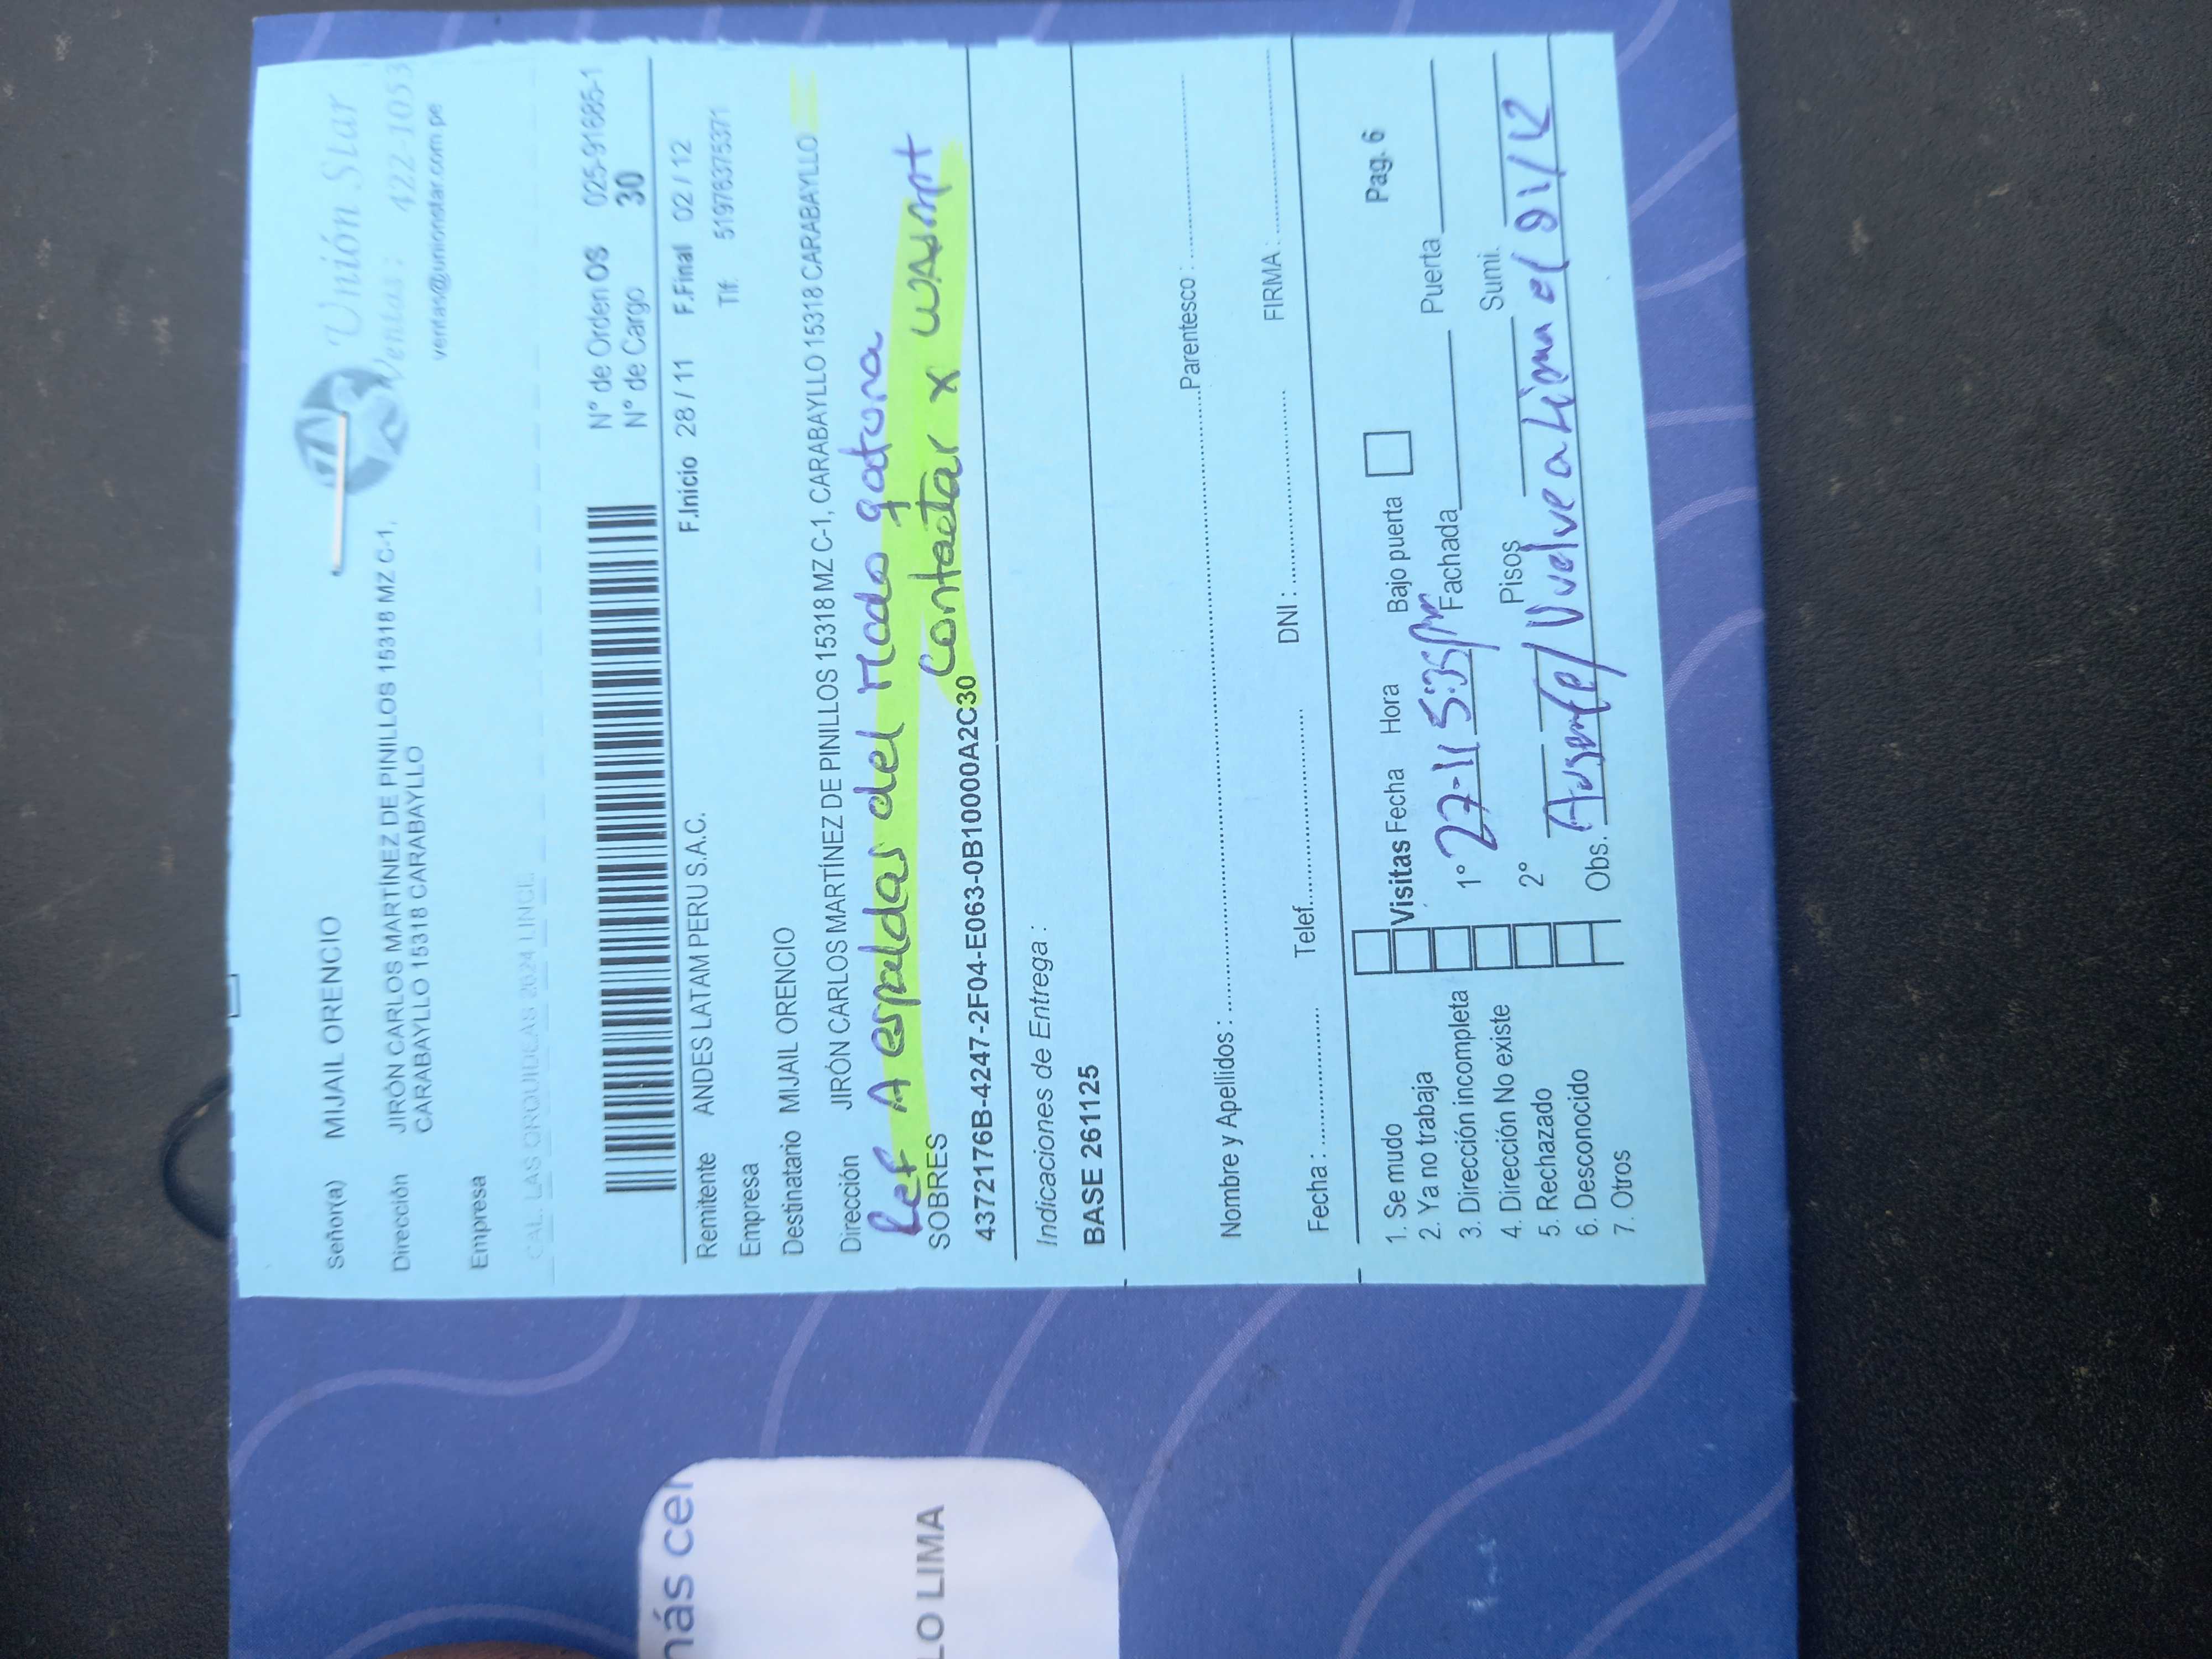 Unión Star
Ventas: 422-1053
ventas@unionstar.com.pe
Señor(a) MIJAIL ORENCIO
Dirección JIRÓN CARLOS MARTÍNEZ DE PINILLOS 15318 MZ C-1,
CARABAYLLO 15318 CARABAYLLO
Empresa
CAL. LAS ORQUIDEAS 2624 LINCE
N° de Orden OS 025-91685-1
N° de Cargo 30
F.Inicio 28 / 11 F.Final 02 / 12
Remitente ANDES LATAM PERU S.A.C.
Tlf: 51976375371
Empresa
Destinatario MIJAIL ORENCIO
Dirección JIRÓN CARLOS MARTÍNEZ DE PINILLOS 15318 MZ C-1, CARABAYLLO 15318 CARABAYLLO
Ref A espaldas del Mcdo
SOBRES
Contactar x
4372176B-4247-2F04-E063-0B10000A2C30
Indicaciones de Entrega :
BASE 261125
Nombre y Apellidos : Parentesco :
Fecha : Telef. DNI : FIRMA :
1. Se mudo
2. Ya no trabaja
3. Dirección incompleta
4. Dirección No existe
5. Rechazado
6. Desconocido
7. Otros
Visitas Fecha Hora Bajo puerta Pag. 6
1° 27-11 5:35pm Fachada Puerta
2° Pisos Sumi.
Obs. Ausente / Vuelve a Lima el 01/12
más cer
LO LIMA